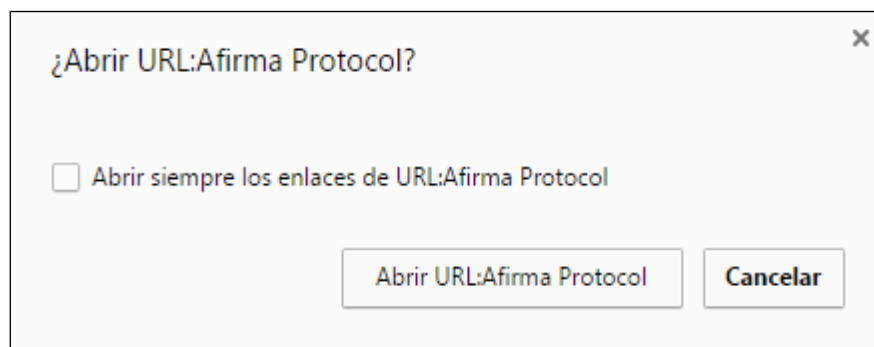 ¿Abrir URL:Afirma Protocol?
Abrir siempre los enlaces de URL:Afirma Protocol
Abrir URL:Afirma Protocol Cancelar